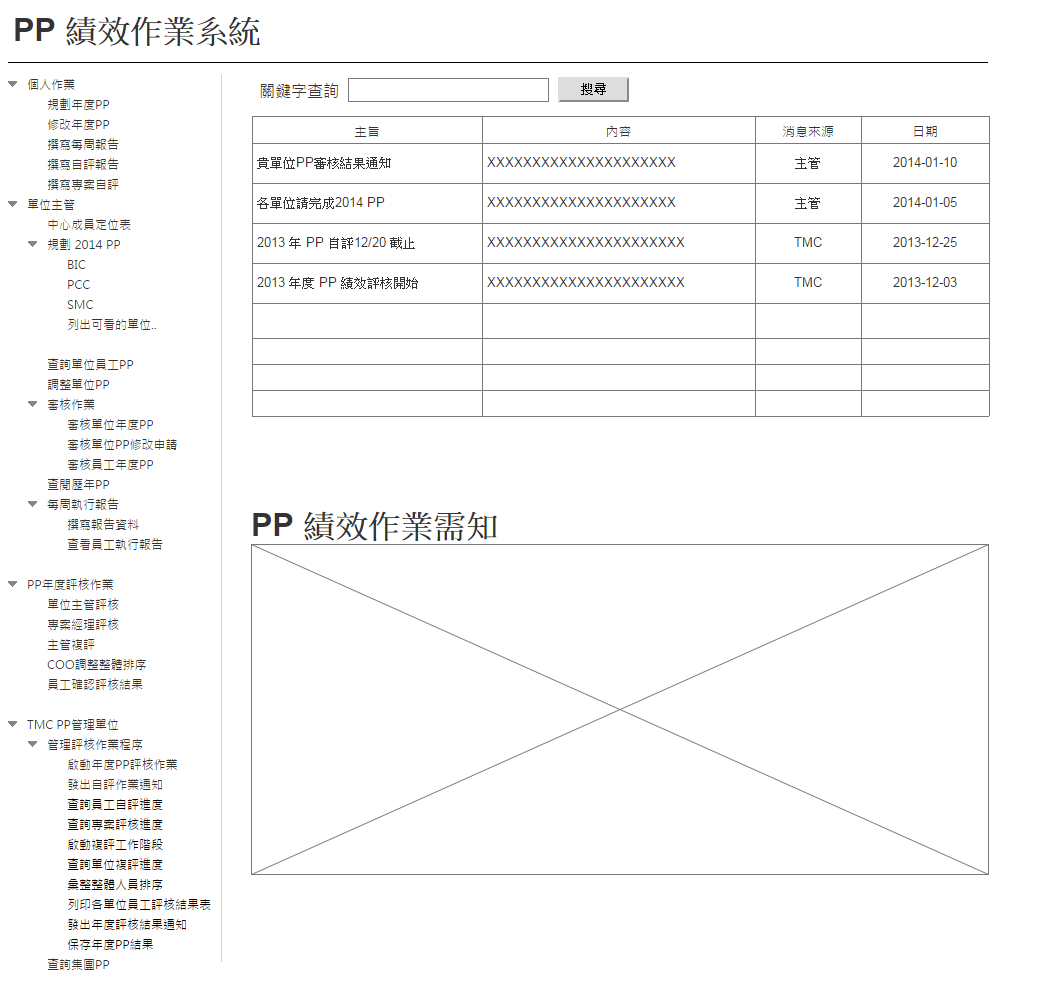 PP 績效作業系統
個人作業
規劃年度PP
修改年度PP
撰寫每周報告
撰寫自評報告
撰寫專案自評
單位主管
中心成員定位表
規劃 2014 PP
BIC
PCC
SMC
列出可看的單位..
查詢單位員工PP
調整單位PP
審核作業
審核單位年度PP
審核單位PP修改申請
審核員工年度PP
查閱歷年PP
每周執行報告
撰寫報告資料
查看員工執行報告
PP年度評核作業
單位主管評核
專案經理評核
主管複評
COO調整整體排序
員工確認評核結果
TMC PP管理單位
管理評核作業程序
啟動年度PP評核作業
發出自評作業通知
查詢員工自評進度
查詢專案評核進度
啟動複評工作階段
查詢單位複評進度
彙整整體人員排序
列印各單位員工評核結果表
發出年度評核結果通知
保存年度PP結果
查詢集團PP
關鍵字查詢 搜尋
主旨 內容 消息來源 日期
貴單位PP審核結果通知 XXXXXXXXXXXXXXXXXXXXX 主管 2014-01-10
各單位請完成2014 PP XXXXXXXXXXXXXXXXXXXXX 主管 2014-01-05
2013 年 PP 自評12/20 截止 XXXXXXXXXXXXXXXXXXXXXX TMC 2013-12-25
2013 年度 PP 績效評核開始 XXXXXXXXXXXXXXXXXXXXXX TMC 2013-12-03
PP 績效作業需知